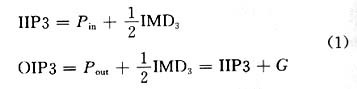 IIP3 = P_in + 1/2 IMD_3
(1)
OIP3 = P_out + 1/2 IMD_3 = IIP3 + G